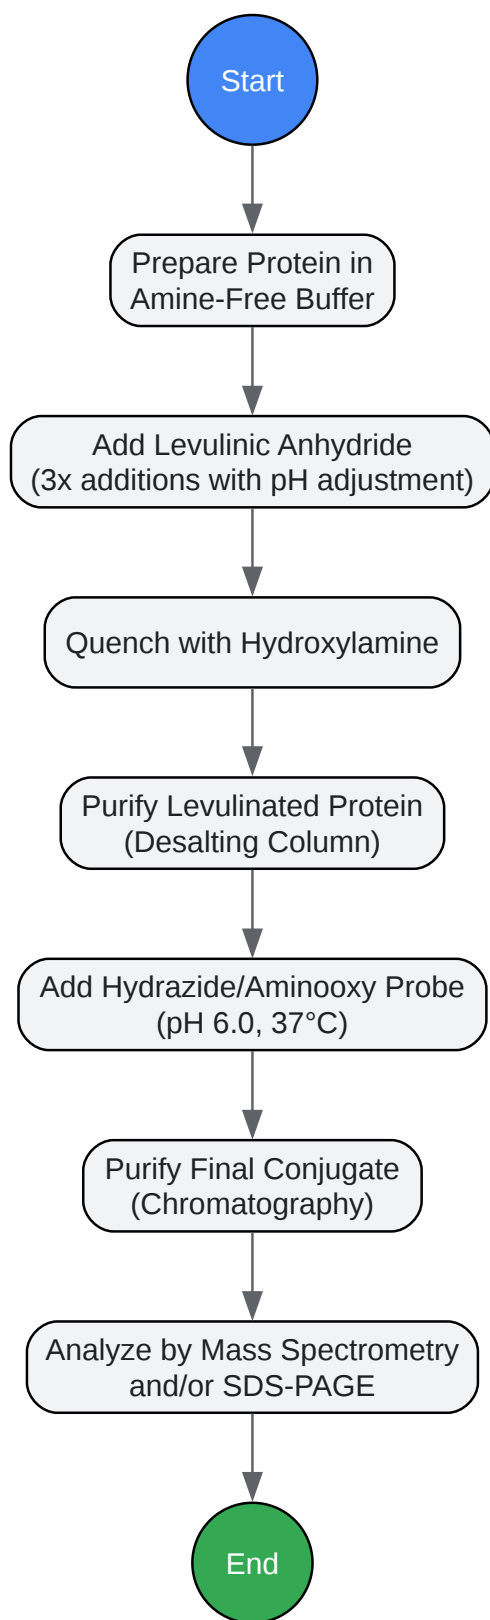 Start
Prepare Protein in
Amine-Free Buffer
Add Levulinic Anhydride
(3x additions with pH adjustment)
Quench with Hydroxylamine
Purify Levulinated Protein
(Desalting Column)
Add Hydrazide/Aminooxy Probe
(pH 6.0, 37°C)
Purify Final Conjugate
(Chromatography)
Analyze by Mass Spectrometry
and/or SDS-PAGE
End